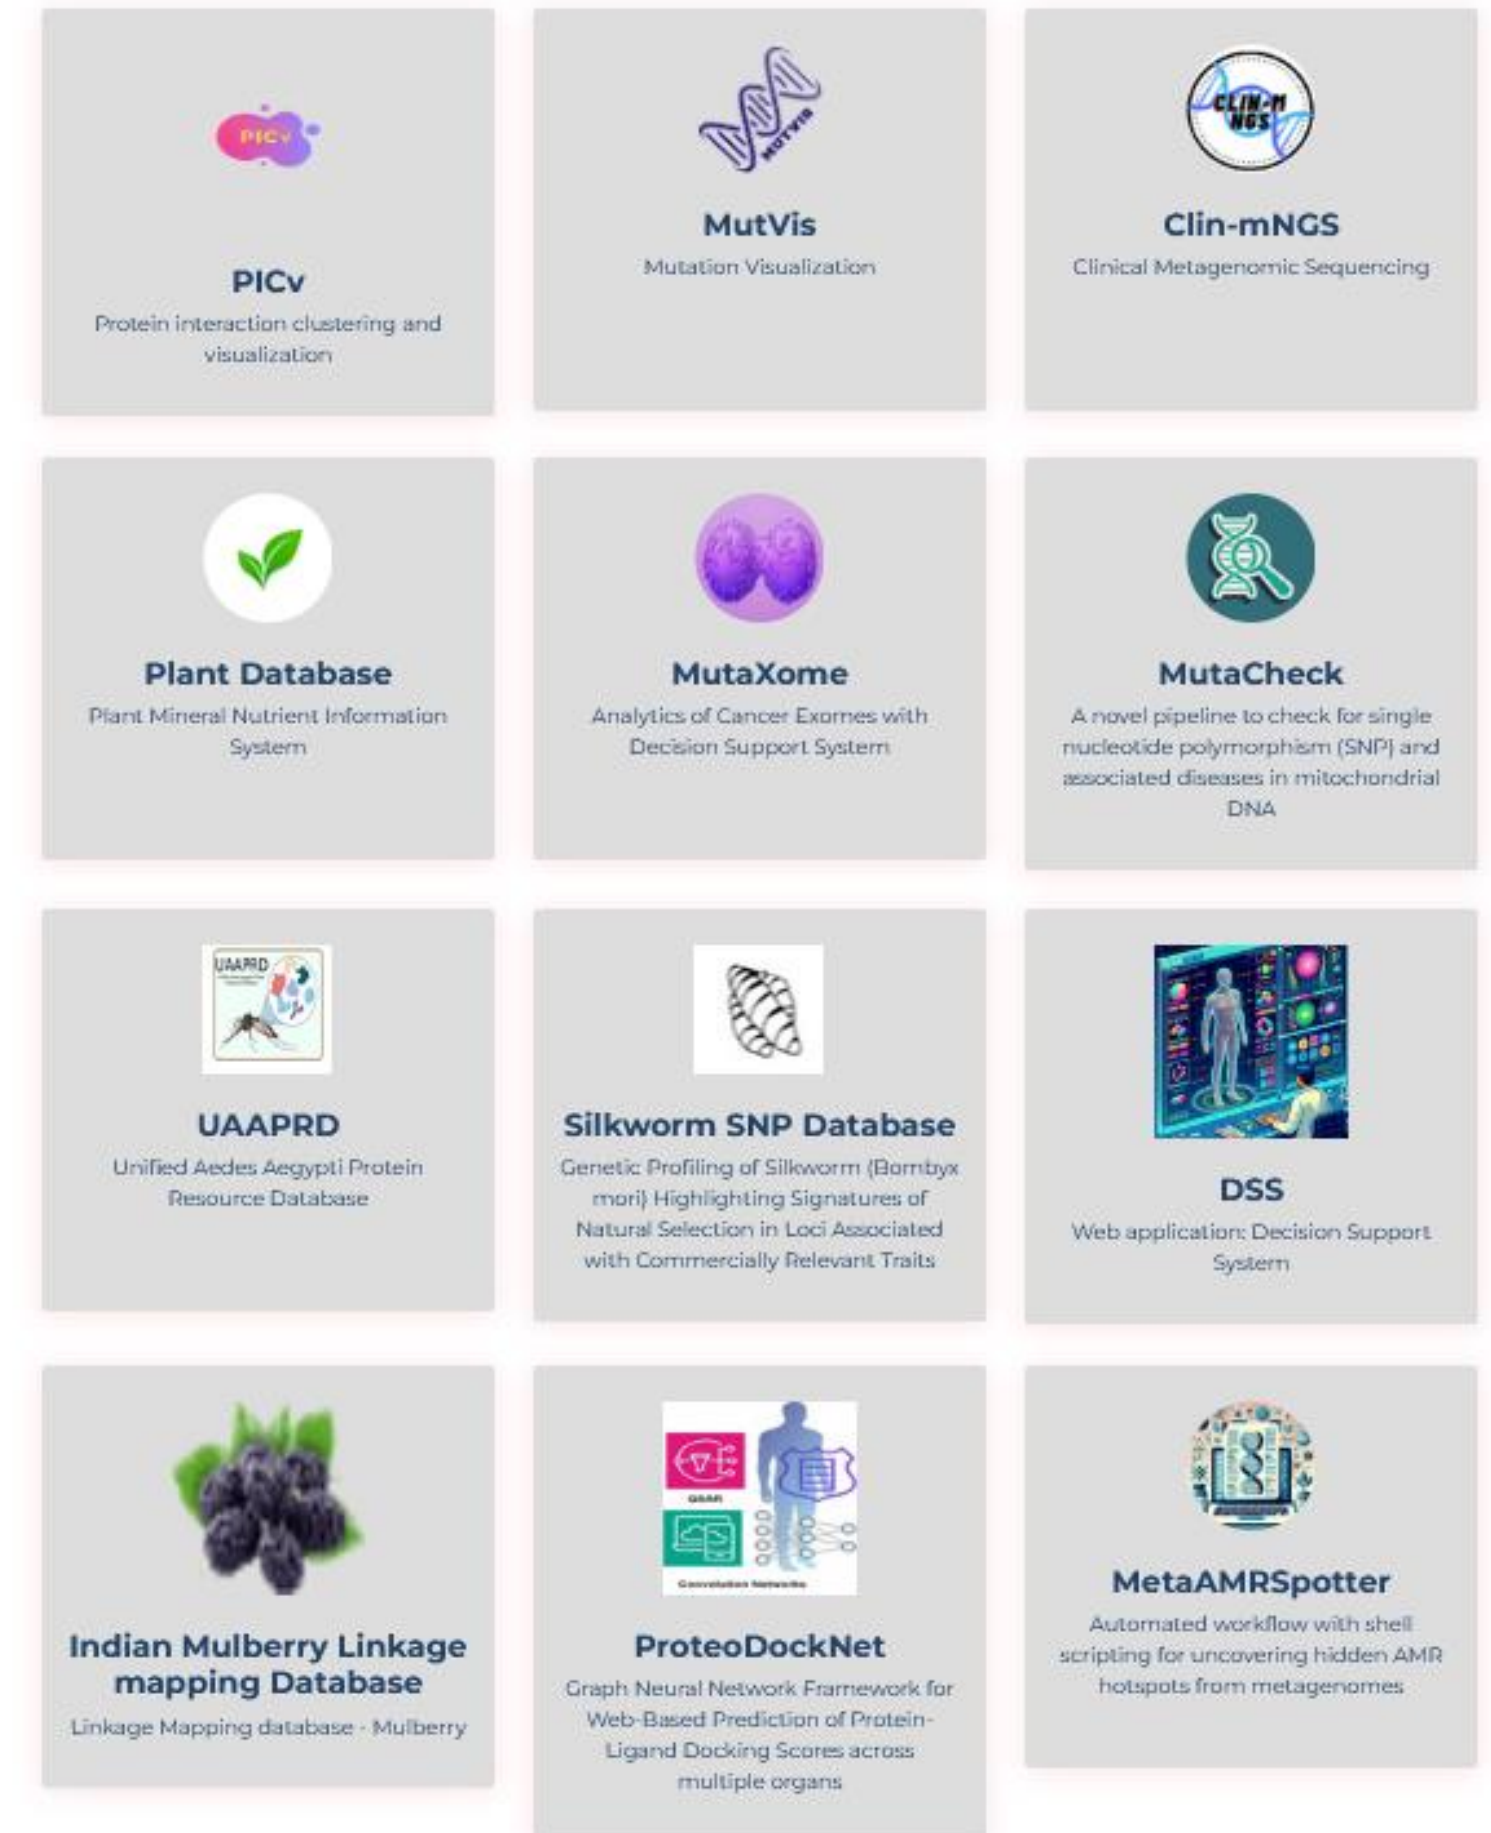 PICv
PICv
Protein interaction clustering and
visualization
MUTVIS
MutVis
Mutation Visualization
CLIN-M
NGS
Clin-mNGS
Clinical Metagenomic Sequencing
Plant Database
Plant Mineral Nutrient Information
System
MutaXome
Analytics of Cancer Exomes with
Decision Support System
MutaCheck
A novel pipeline to check for single
nucleotide polymorphism (SNP) and
associated diseases in mitochondrial
DNA
UAAPRD
UAAPRD
Unified Aedes Aegypti Protein
Resource Database
Silkworm SNP Database
Genetic Profiling of Silkworm (Bombyx
mori) Highlighting Signatures of
Natural Selection in Loci Associated
with Commercially Relevant Traits
DSS
Web application: Decision Support
System
Indian Mulberry Linkage
mapping Database
Linkage Mapping database - Mulberry
QSAR
Convolution Networks
ProteoDockNet
Graph Neural Network Framework for
Web-Based Prediction of Protein-
Ligand Docking Scores across
multiple organs
MetaAMRSpotter
Automated workflow with shell
scripting for uncovering hidden AMR
hotspots from metagenomes